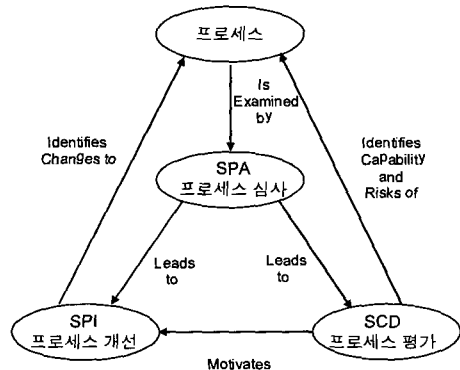 프로세스
Is
Examined
by
Identifies
Changes to
Identifies
Capability
and
Risks of
SPA
프로세스 심사
Leads
to
Leads
to
SPI
프로세스 개선
SCD
프로세스 평가
Motivates